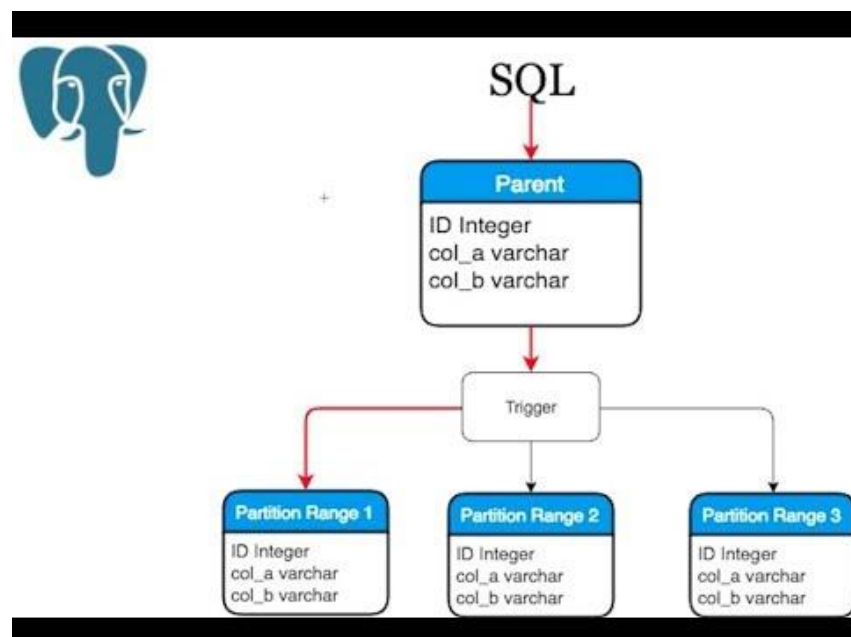 SQL
Parent
ID Integer
col_a varchar
col_b varchar
Trigger
Partition Range 1
ID Integer
col_a varchar
col_b varchar
Partition Range 2
ID Integer
col_a varchar
col_b varchar
Partition Range 3
ID Integer
col_a varchar
col_b varchar